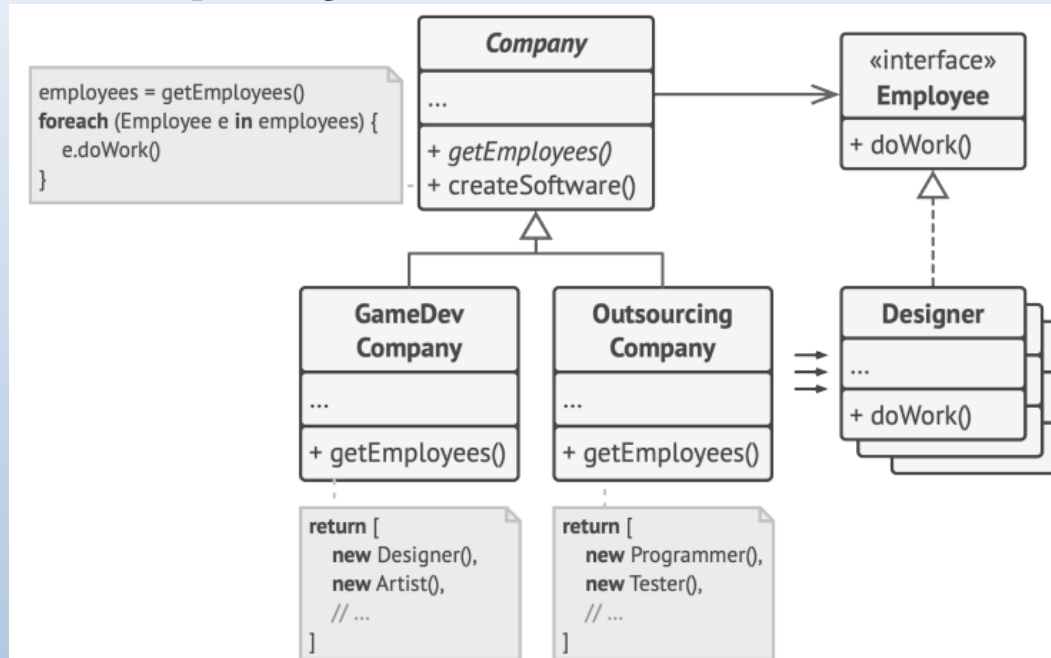 Company
...
+ getEmployees()
+ createSoftware()
employees = getEmployees()
foreach (Employee e in employees) {
e.doWork()
}
«interface»
Employee
+ doWork()
GameDev
Company
...
+ getEmployees()
Outsourcing
Company
...
+ getEmployees()
Designer
...
+ doWork()
return [
new Designer(),
new Artist(),
// ...
]
return [
new Programmer(),
new Tester(),
// ...
]